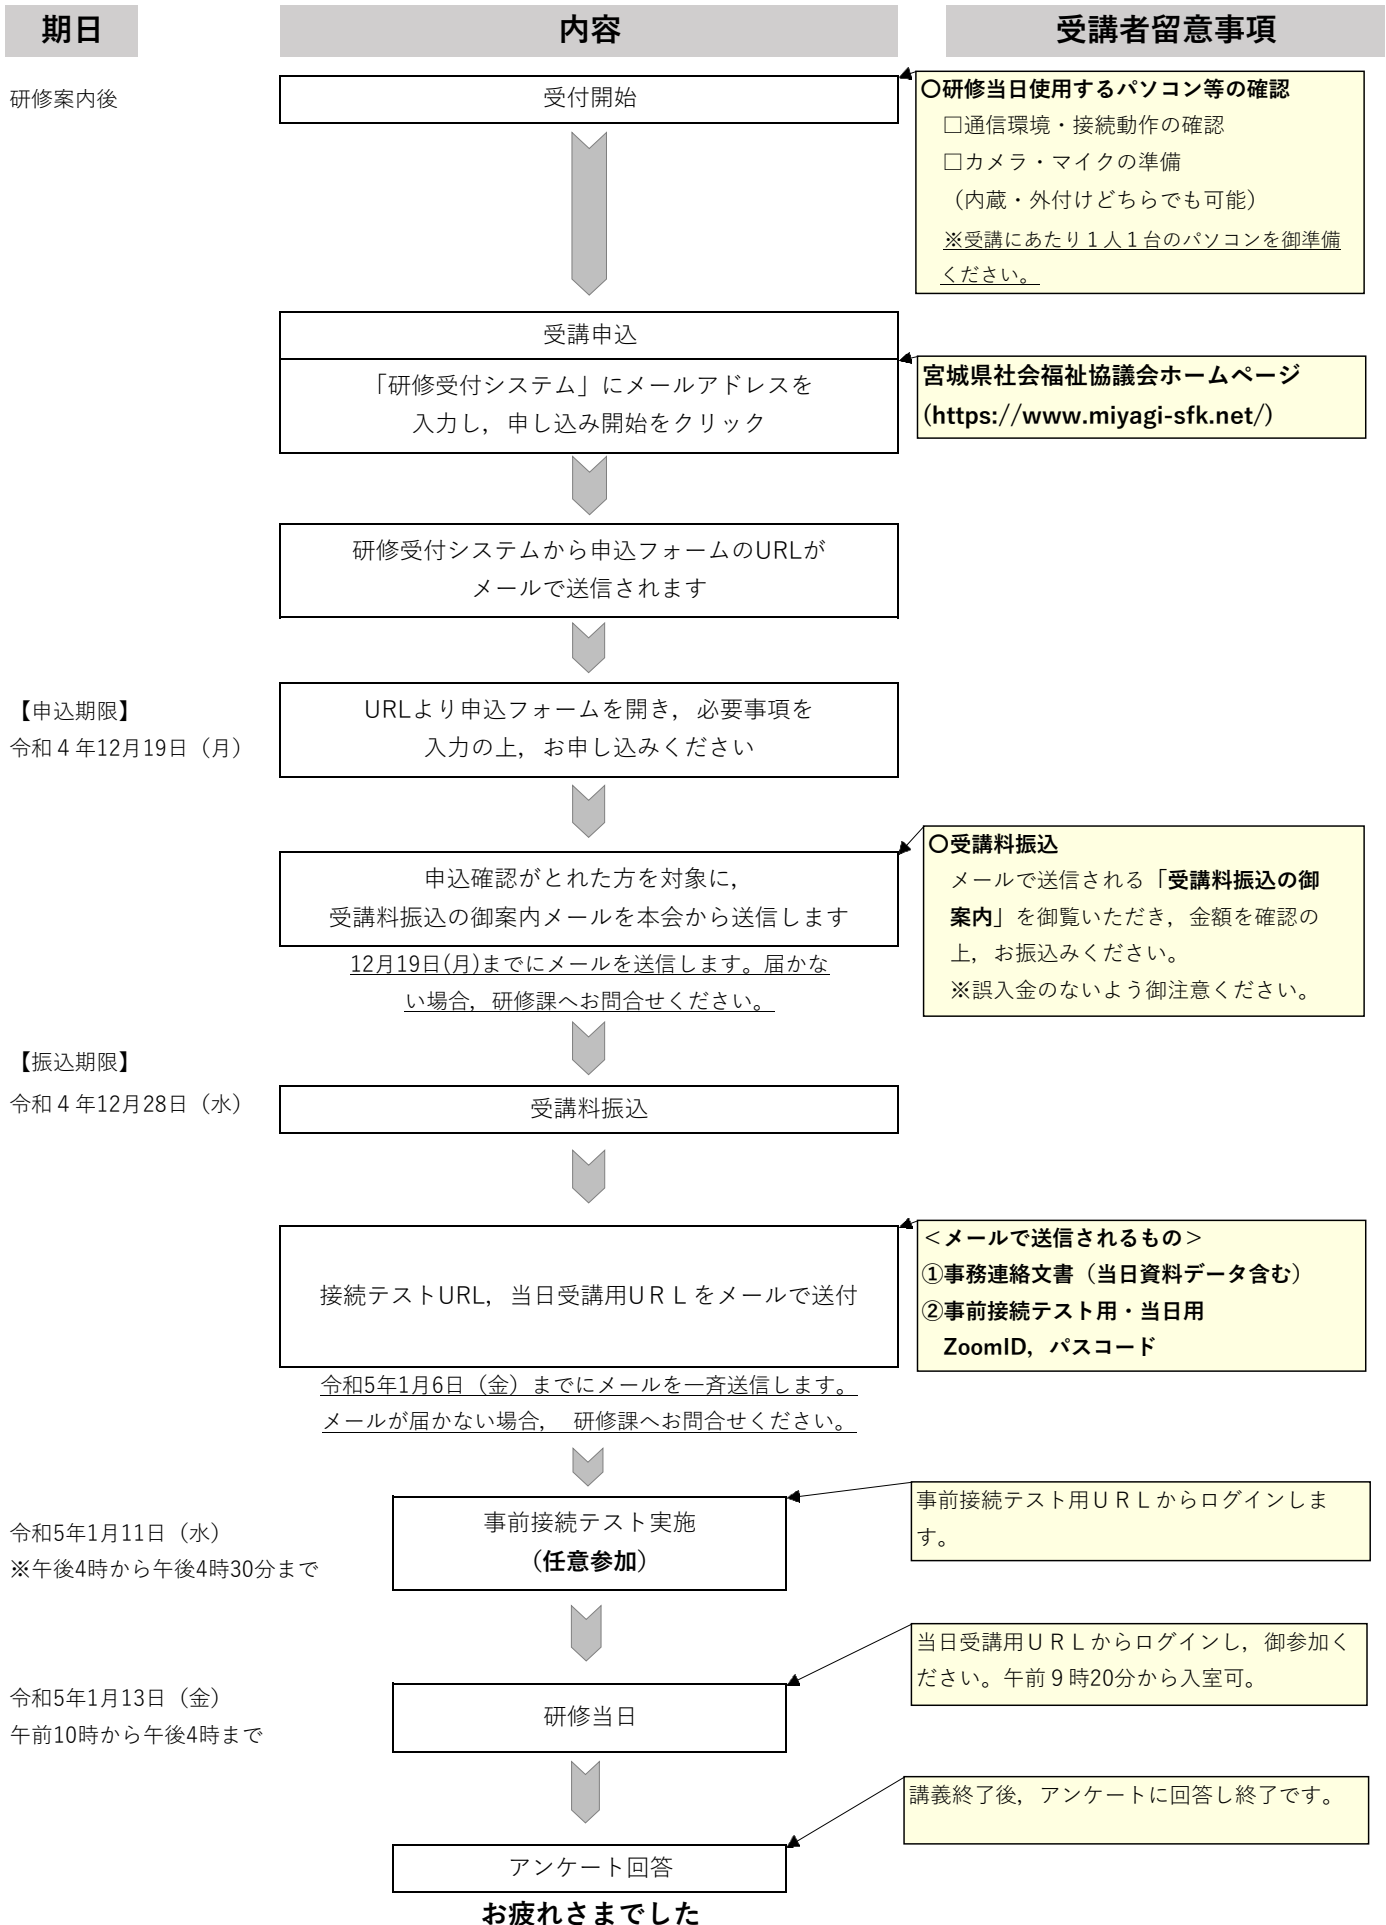 期日
内容
受講者留意事項
研修案内後
受付開始
〇研修当日使用するパソコン等の確認
□通信環境・接続動作の確認
□カメラ・マイクの準備
（内蔵・外付けどちらでも可能）
※受講にあたり１人１台のパソコンを御準備
ください。
受講申込
「研修受付システム」にメールアドレスを
入力し，申し込み開始をクリック
宮城県社会福祉協議会ホームページ
(https://www.miyagi-sfk.net/)
研修受付システムから申込フォームのURLが
メールで送信されます
【申込期限】
令和４年12月19日（月）
URLより申込フォームを開き，必要事項を
入力の上，お申し込みください
申込確認がとれた方を対象に，
受講料振込の御案内メールを本会から送信します
12月19日(月)までにメールを送信します。届かな
い場合，研修課へお問合せください。
〇受講料振込
メールで送信される「受講料振込の御
案内」を御覧いただき，金額を確認の
上，お振込みください。
※誤入金のないよう御注意ください。
【振込期限】
令和４年12月28日（水）
受講料振込
接続テストURL，当日受講用ＵＲＬをメールで送付
令和5年1月6日（金）までにメールを一斉送信します。
メールが届かない場合，　研修課へお問合せください。
＜メールで送信されるもの＞
①事務連絡文書（当日資料データ含む）
②事前接続テスト用・当日用
ZoomID，パスコード
令和5年1月11日（水）
※午後4時から午後4時30分まで
事前接続テスト実施
（任意参加）
事前接続テスト用ＵＲＬからログインしま
す。
令和5年1月13日（金）
午前10時から午後4時まで
研修当日
当日受講用ＵＲＬからログインし，御参加く
ださい。午前９時20分から入室可。
講義終了後，アンケートに回答し終了です。
アンケート回答
お疲れさまでした